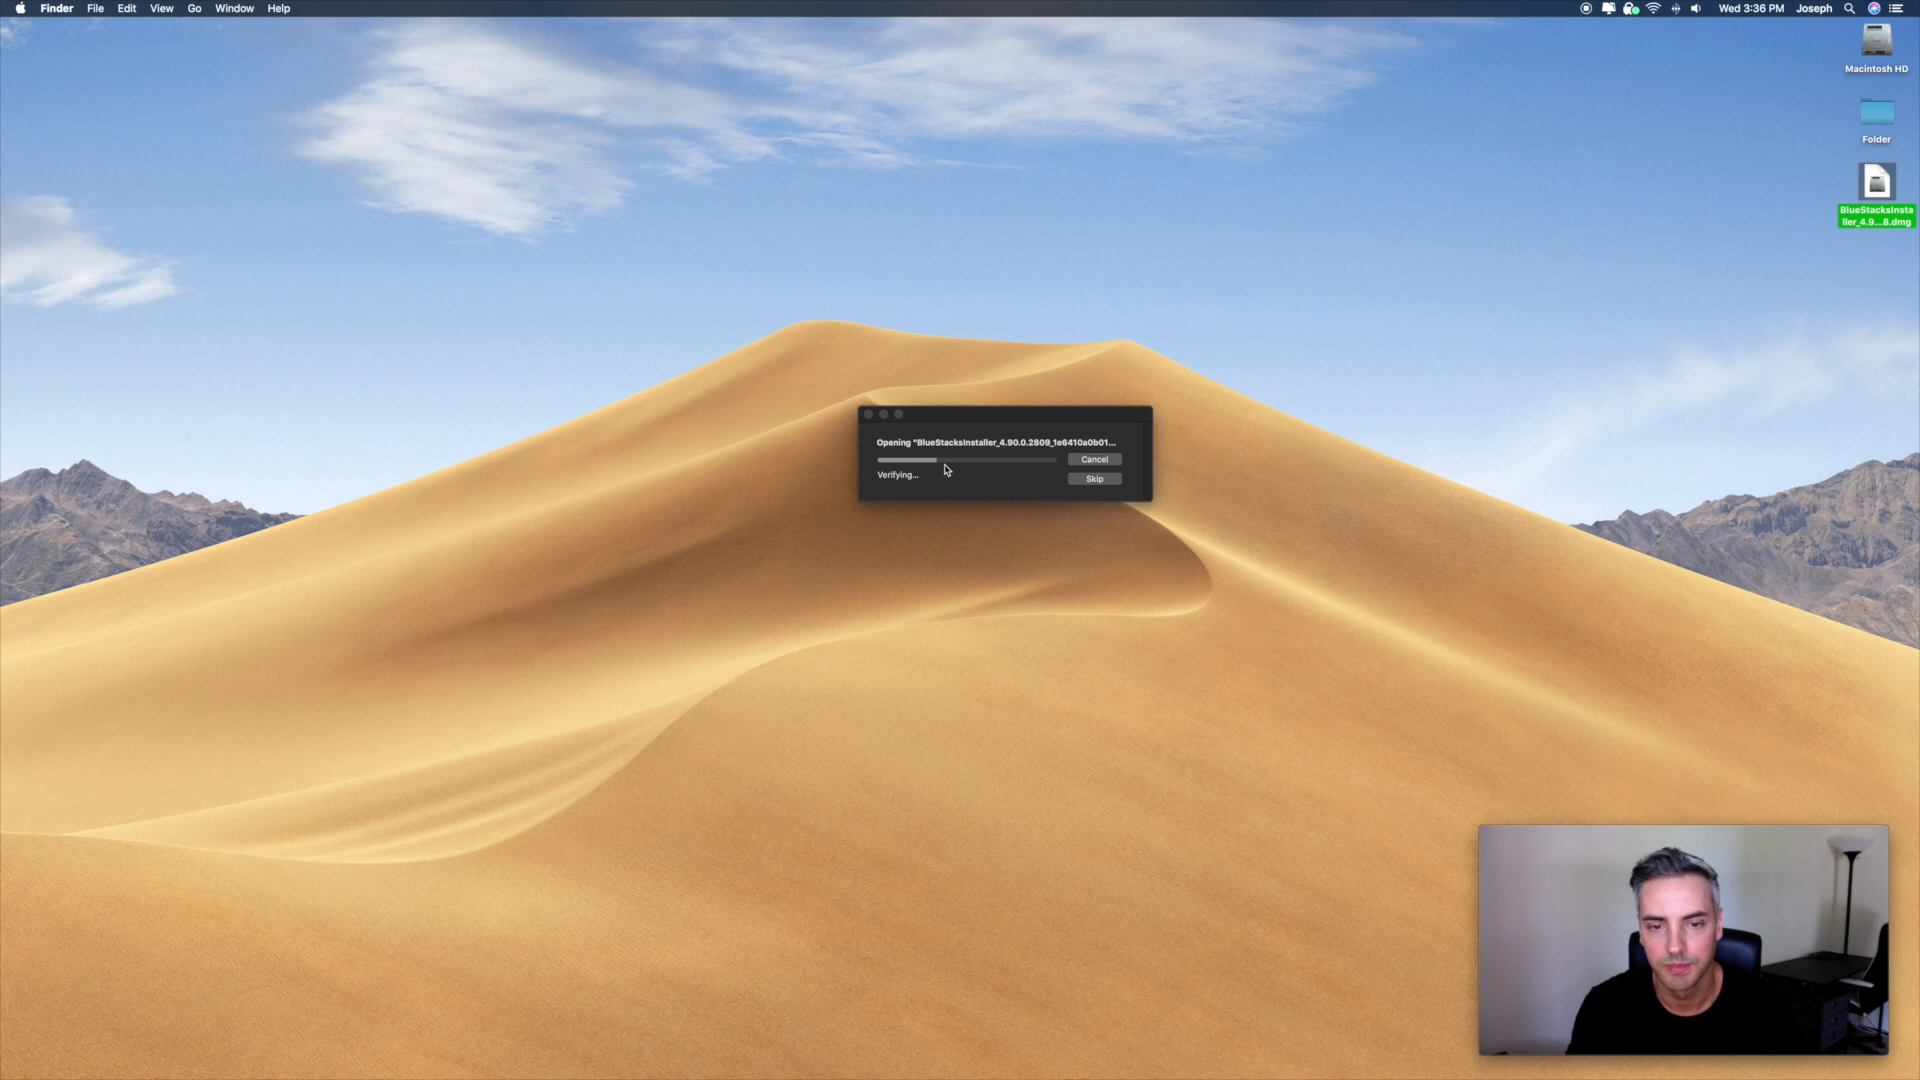 Finder File Edit View Go Window Help
Wed 3:36 PM Joseph
Macintosh HD
Folder
BlueStacksInsta
ller_4.9...8.dmg
Opening "BlueStacksInstaller_4.90.0.2809_1e6410a0b01...
Cancel
Verifying...
Skip